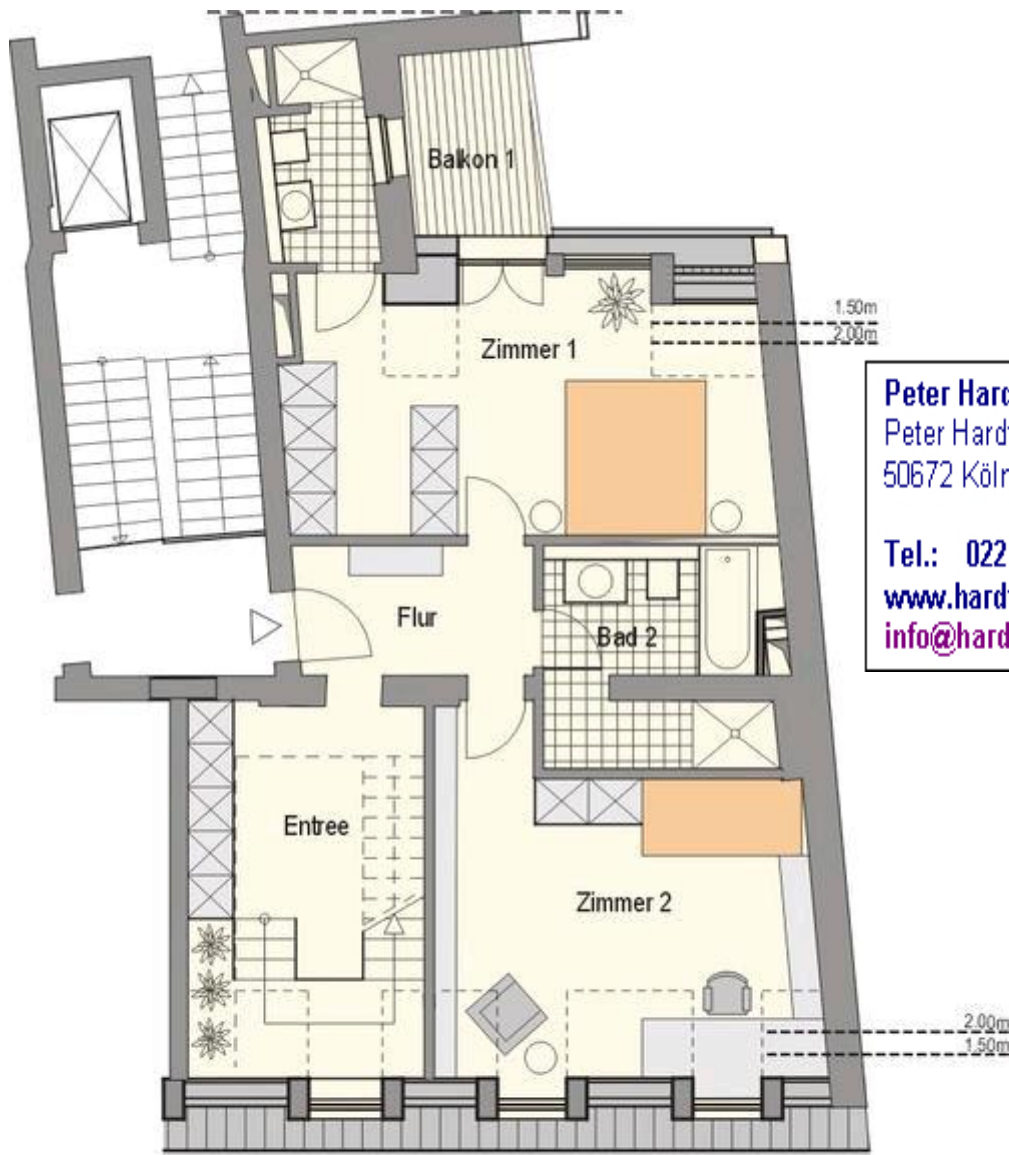 Balkon 1
Zimmer 1
1.50m
2.00m
Peter Hard
Peter Hard
50672 Köln
Tel.: 022
www.hard
info@hard
Flur
Bad 2
Entree
Zimmer 2
2.00m
1.50m